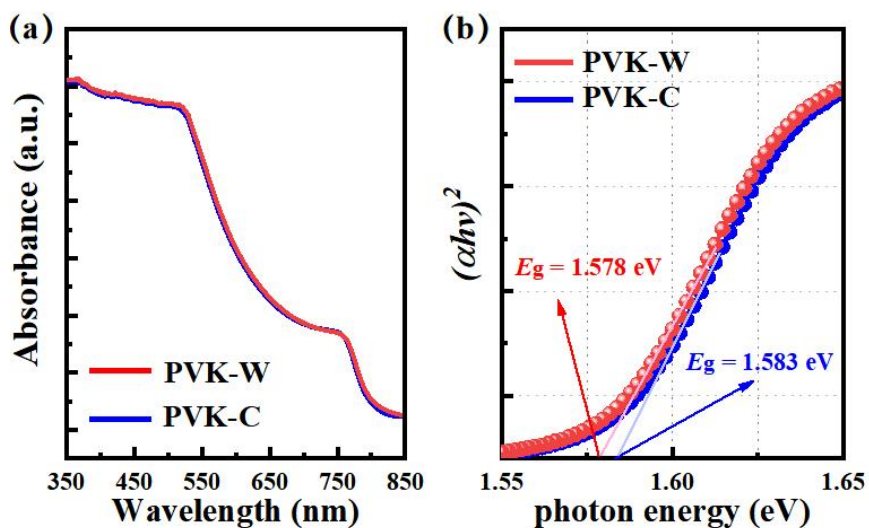 (a)
Absorbance (a.u.)
PVK-W
PVK-C
350 450 550 650 750 850
Wavelength (nm)
(b)
PVK-W
PVK-C
(αhν)²
Eg = 1.578 eV
Eg = 1.583 eV
1.55 1.60 1.65
photon energy (eV)